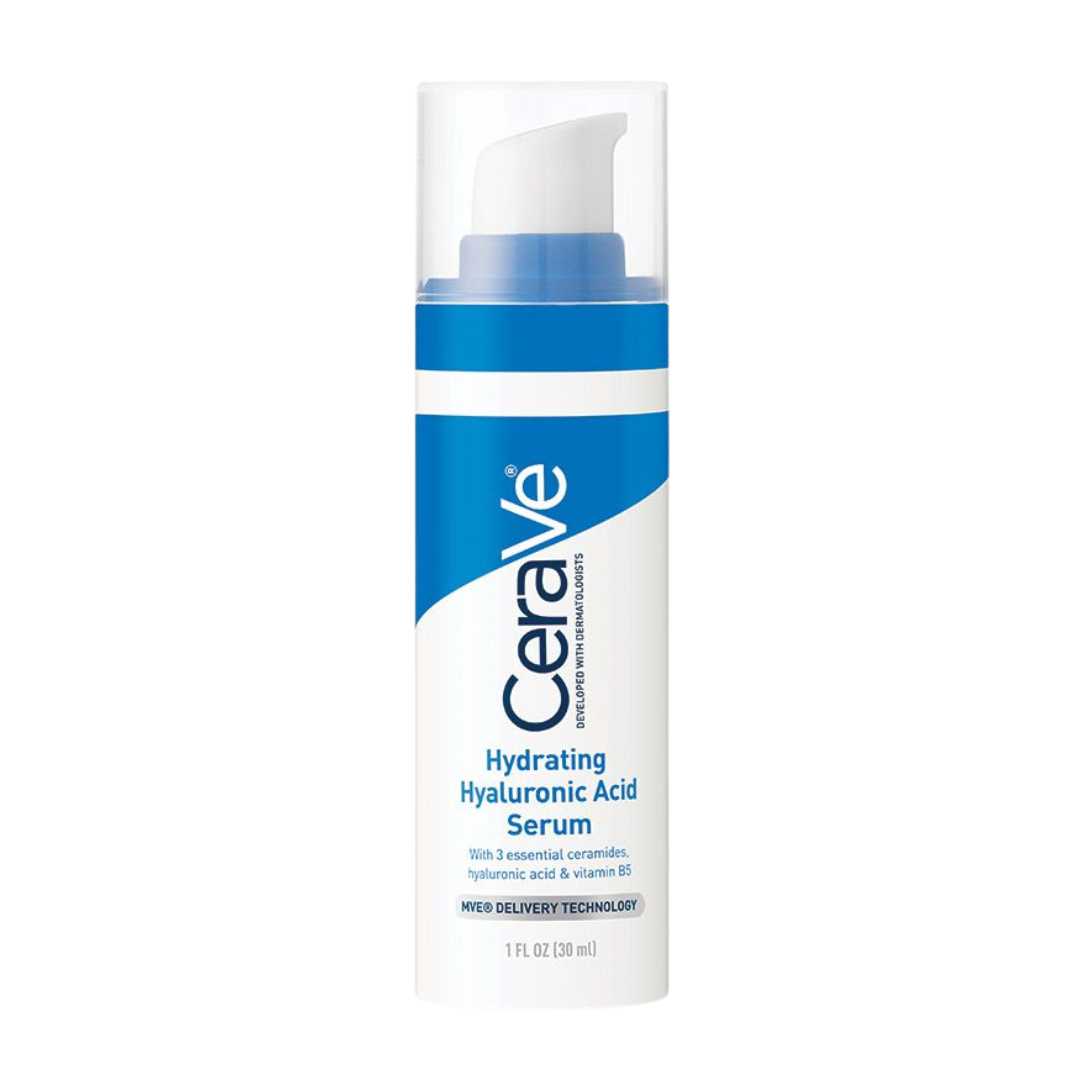 CeraVe®
DEVELOPED WITH DERMATOLOGISTS
Hydrating
Hyaluronic Acid
Serum
With 3 essential ceramides,
hyaluronic acid & vitamin B5
MVE® DELIVERY TECHNOLOGY
1 FL OZ (30 ml)